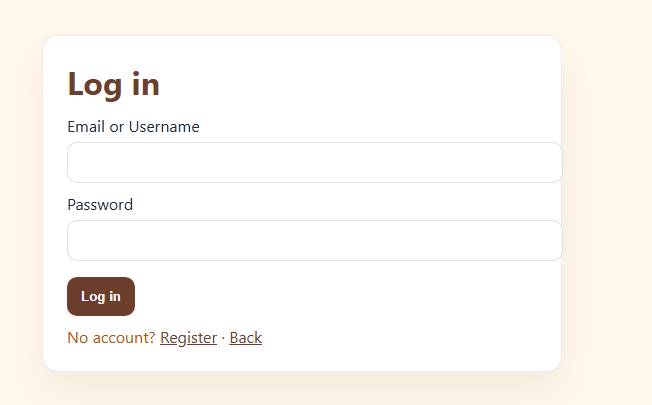 Log in
Email or Username
Password
Log in
No account? Register · Back